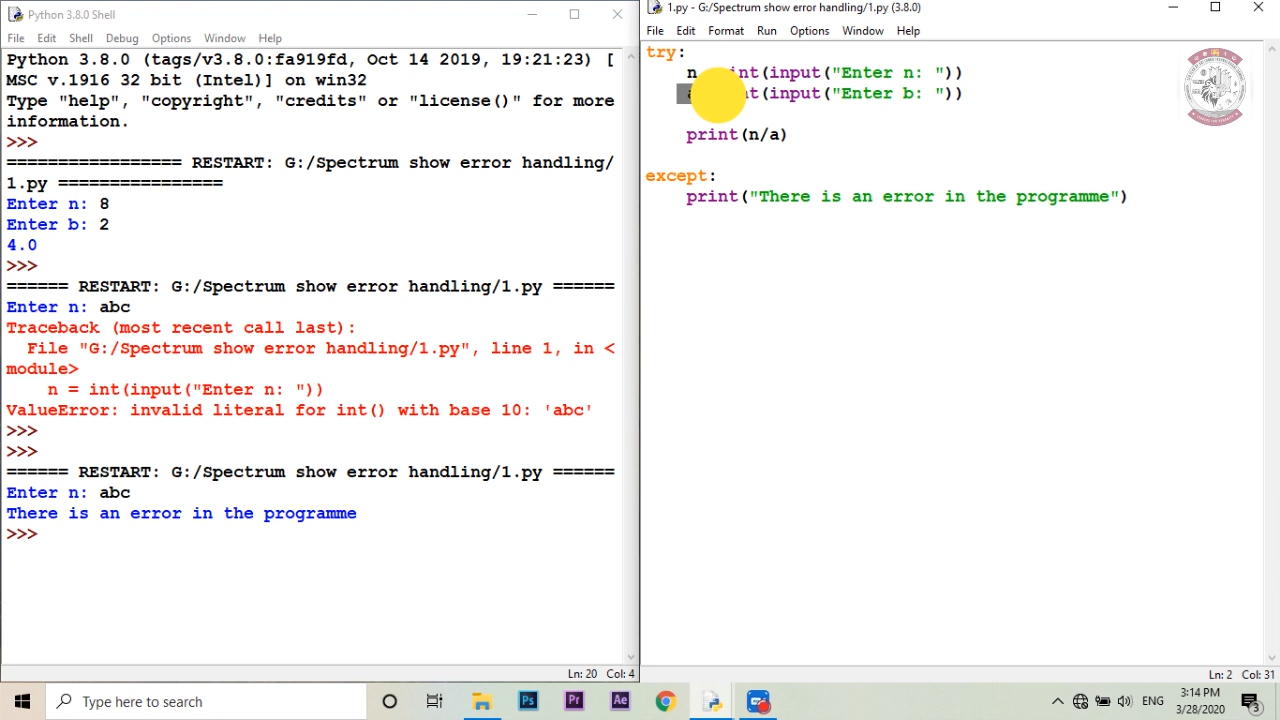 Python 3.8.0 Shell
File Edit Shell Debug Options Window Help
Python 3.8.0 (tags/v3.8.0:fa919fd, Oct 14 2019, 19:21:23) [
MSC v.1916 32 bit (Intel)] on win32
Type "help", "copyright", "credits" or "license()" for more
information.
>>>
================= RESTART: G:/Spectrum show error handling/
1.py ================
Enter n: 8
Enter b: 2
4.0
>>>
====== RESTART: G:/Spectrum show error handling/1.py ======
Enter n: abc
Traceback (most recent call last):
  File "G:/Spectrum show error handling/1.py", line 1, in <
module>
    n = int(input("Enter n: "))
ValueError: invalid literal for int() with base 10: 'abc'
>>>
>>>
====== RESTART: G:/Spectrum show error handling/1.py ======
Enter n: abc
There is an error in the programme
>>>
Ln: 20 Col: 4
1.py - G:/Spectrum show error handling/1.py (3.8.0)
File Edit Format Run Options Window Help
try:
    n int(input("Enter n: "))
    (input("Enter b: "))
    print(n/a)
except:
    print("There is an error in the programme")
Ln: 2 Col: 31
Type here to search
Ps
Pr
Ae
ENG
3:14 PM
3/28/2020
3